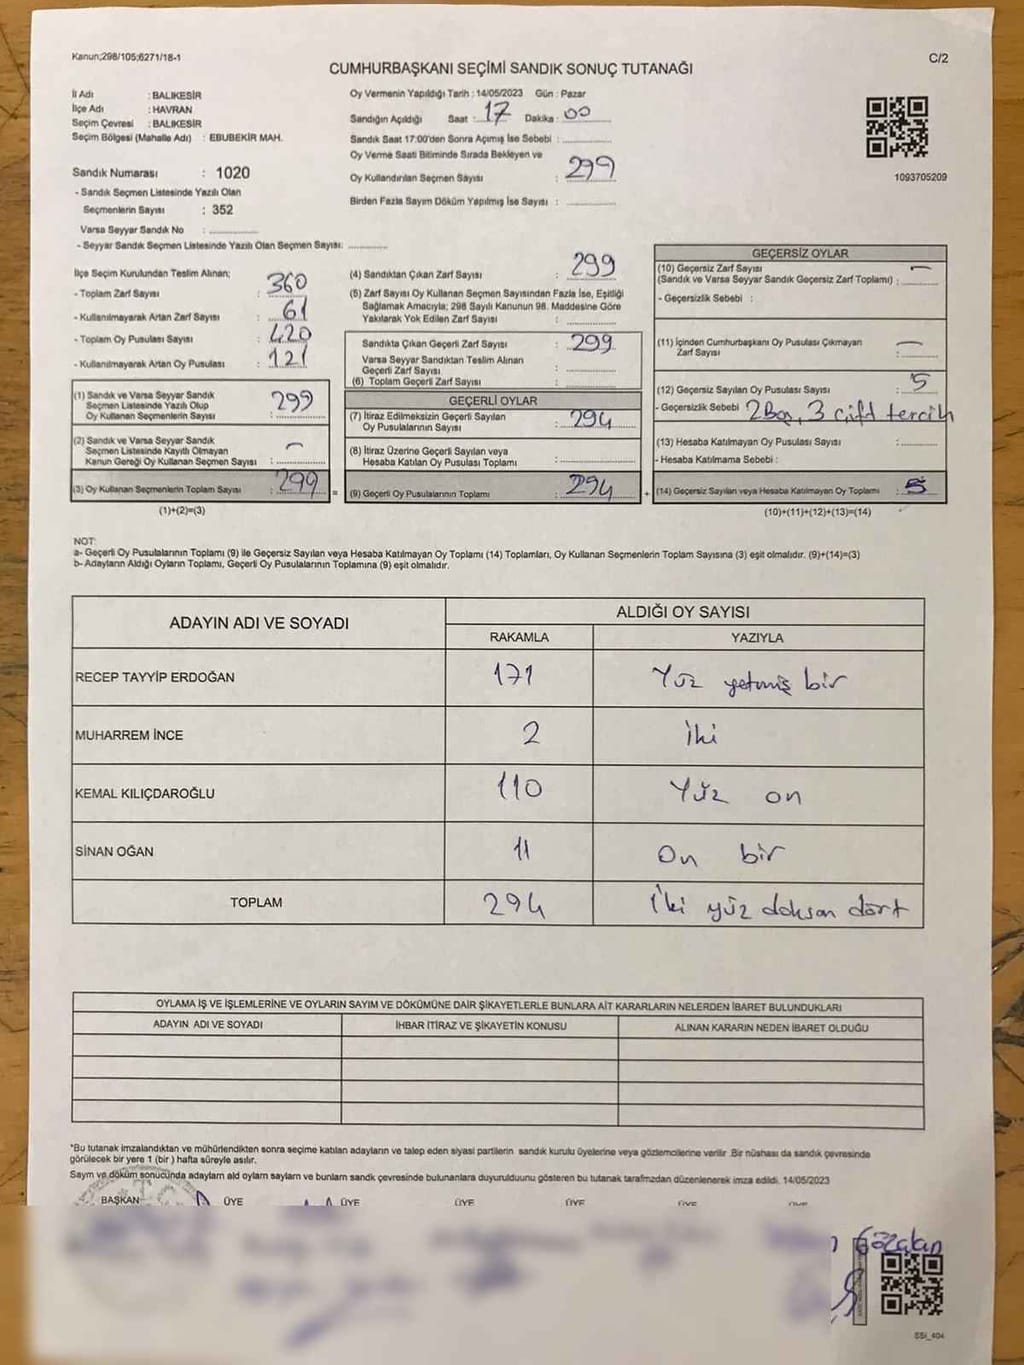 Kanun;298/105;6271/18-1
C/2
CUMHURBAŞKANI SEÇİMİ SANDIK SONUÇ TUTANAĞI
İl Adı : BALIKESİR
İlçe Adı : HAVRAN
Seçim Çevresi : BALIKESİR
Seçim Bölgesi (Mahalle Adı) : EBUBEKİR MAH.
Sandık Numarası : 1020
- Sandık Seçmen Listesinde Yazılı Olan
Seçmenlerin Sayısı : 352
Varsa Seyyar Sandık No :
- Seyyar Sandık Seçmen Listesinde Yazılı Olan Seçmen Sayısı:
Oy Vermenin Yapıldığı Tarih : 14/05/2023 Gün : Pazar
Sandığın Açıldığı Saat : 17 Dakika : 00
Sandık Saat 17:00'den Sonra Açılmış İse Sebebi :
Oy Verme Saati Bitiminde Sırada Bekleyen ve
Oy Kullandırılan Seçmen Sayısı : 299
Birden Fazla Sayım Döküm Yapılmış İse Sayısı :
1093705209
İlçe Seçim Kurulundan Teslim Alınan;
- Toplam Zarf Sayısı : 360
- Kullanılmayarak Artan Zarf Sayısı : 61
- Toplam Oy Pusulası Sayısı : 420
- Kullanılmayarak Artan Oy Pusulası : 121
(1) Sandık ve Varsa Seyyar Sandık
Seçmen Listesinde Yazılı Olup
Oy Kullanan Seçmenlerin Sayısı : 299
(2) Sandık ve Varsa Seyyar Sandık
Seçmen Listesinde Kayıtlı Olmayan
Kanun Gereği Oy Kullanan Seçmen Sayısı : -
(3) Oy Kullanan Seçmenlerin Toplam Sayısı : 299
(1)+(2)=(3)
(4) Sandıktan Çıkan Zarf Sayısı : 299
(5) Zarf Sayısı Oy Kullanan Seçmen Sayısından Fazla İse, Eşitliği
Sağlamak Amacıyla; 298 Sayılı Kanunun 98. Maddesine Göre
Yakılarak Yok Edilen Zarf Sayısı :
Sandıkta Çıkan Geçerli Zarf Sayısı : 299
Varsa Seyyar Sandıktan Teslim Alınan
Geçerli Zarf Sayısı :
(6) Toplam Geçerli Zarf Sayısı :
GEÇERLİ OYLAR
(7) İtiraz Edilmeksizin Geçerli Sayılan
Oy Pusulalarının Sayısı : 294
(8) İtiraz Üzerine Geçerli Sayılan veya
Hesaba Katılan Oy Pusulası Toplamı :
= (9) Geçerli Oy Pusulalarının Toplamı : 294
GEÇERSİZ OYLAR
(10) Geçersiz Zarf Sayısı
(Sandık ve Varsa Seyyar Sandık Geçersiz Zarf Toplamı) : -
- Geçersizlik Sebebi :
(11) İçinden Cumhurbaşkanı Oy Pusulası Çıkmayan
Zarf Sayısı : -
(12) Geçersiz Sayılan Oy Pusulası Sayısı : 5
- Geçersizlik Sebebi 2 Boş, 3 çift tercih
(13) Hesaba Katılmayan Oy Pusulası Sayısı :
- Hesaba Katılmama Sebebi :
+ (14) Geçersiz Sayılan veya Hesaba Katılmayan Oy Toplamı : 5
(10)+(11)+(12)+(13)=(14)
NOT:
a- Geçerli Oy Pusulalarının Toplamı (9) ile Geçersiz Sayılan veya Hesaba Katılmayan Oy Toplamı (14) Toplamları, Oy Kullanan Seçmenlerin Toplam Sayısına (3) eşit olmalıdır. (9)+(14)=(3)
b- Adayların Aldığı Oyların Toplamı, Geçerli Oy Pusulalarının Toplamına (9) eşit olmalıdır.
ADAYIN ADI VE SOYADI
ALDIĞI OY SAYISI
RAKAMLA YAZIYLA
RECEP TAYYİP ERDOĞAN 171 Yüz yetmiş bir
MUHARREM İNCE 2 İki
KEMAL KILIÇDAROĞLU 110 Yüz on
SİNAN OĞAN 11 On bir
TOPLAM 294 İki yüz doksan dört
OYLAMA İŞ VE İŞLEMLERİNE VE OYLARIN SAYIM VE DÖKÜMÜNE DAİR ŞİKAYETLERLE BUNLARA AİT KARARLARIN NELERDEN İBARET BULUNDUKLARI
ADAYIN ADI VE SOYADI İHBAR İTİRAZ VE ŞİKAYETİN KONUSU ALINAN KARARIN NEDEN İBARET OLDUĞU
*Bu tutanak imzalandıktan ve mühürlendikten sonra seçime katılan adayların ve talep eden siyasi partilerin sandık kurulu üyelerine veya gözlemcilerine verilir .Bir nüshası da sandık çevresinde
görülecek bir yere 1 (bir ) hafta süreyle asılır.
Sayım ve döküm sonucunda adayların aldı oyların sayların ve bunların sandk çevresinde bulunanlara duyurulduunu gösteren bu tutanak tarafmzdan düzenlenerek imza edildi. 14/05/2023
BAŞKAN ÜYE ÜYE ÜYE ÜYE ÜYE
Gözalan
SSİ_404